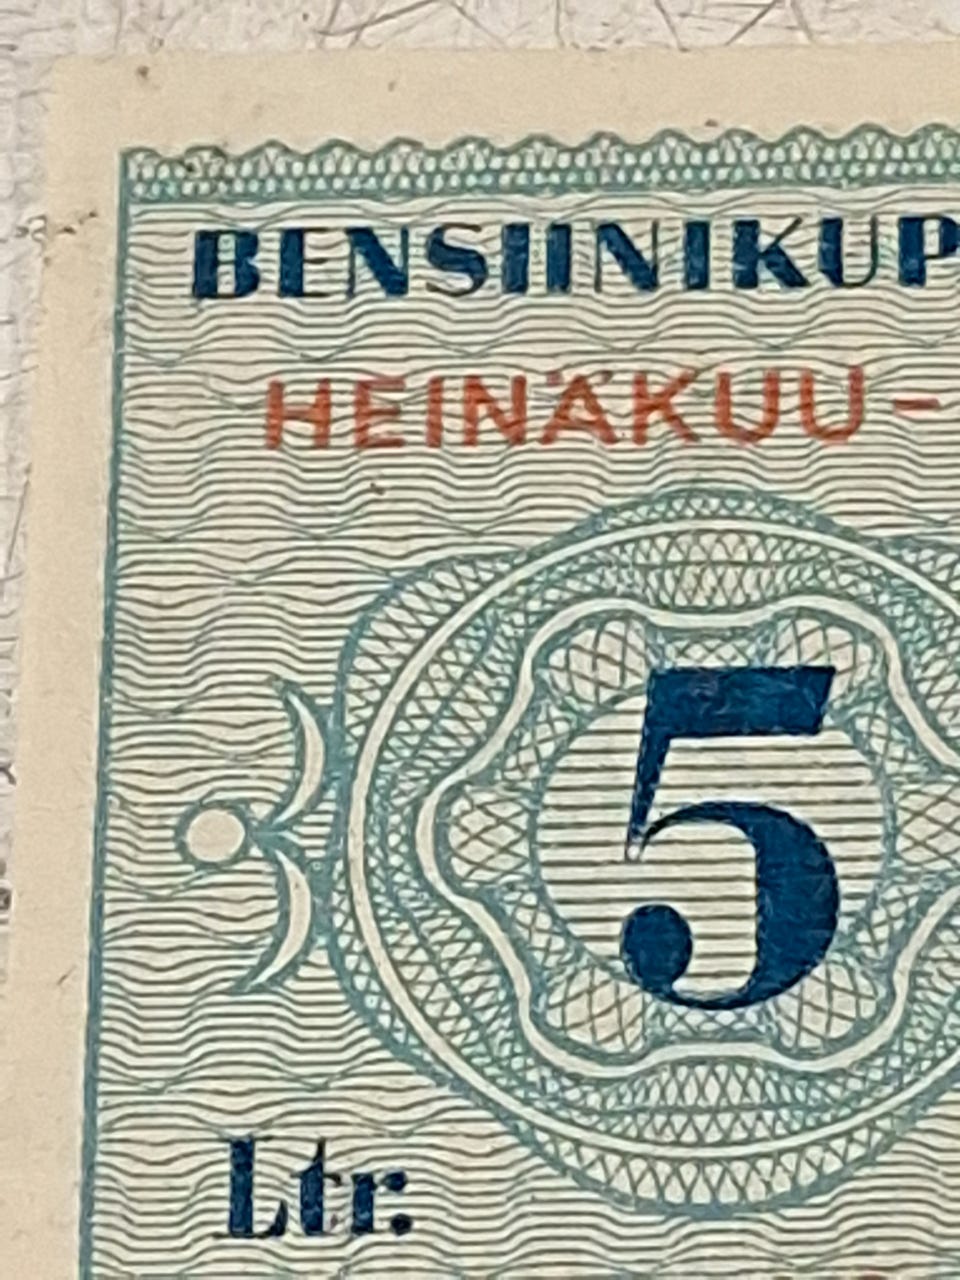 BENSIINIKUP
HEINÄKUU-
5
Ltr.